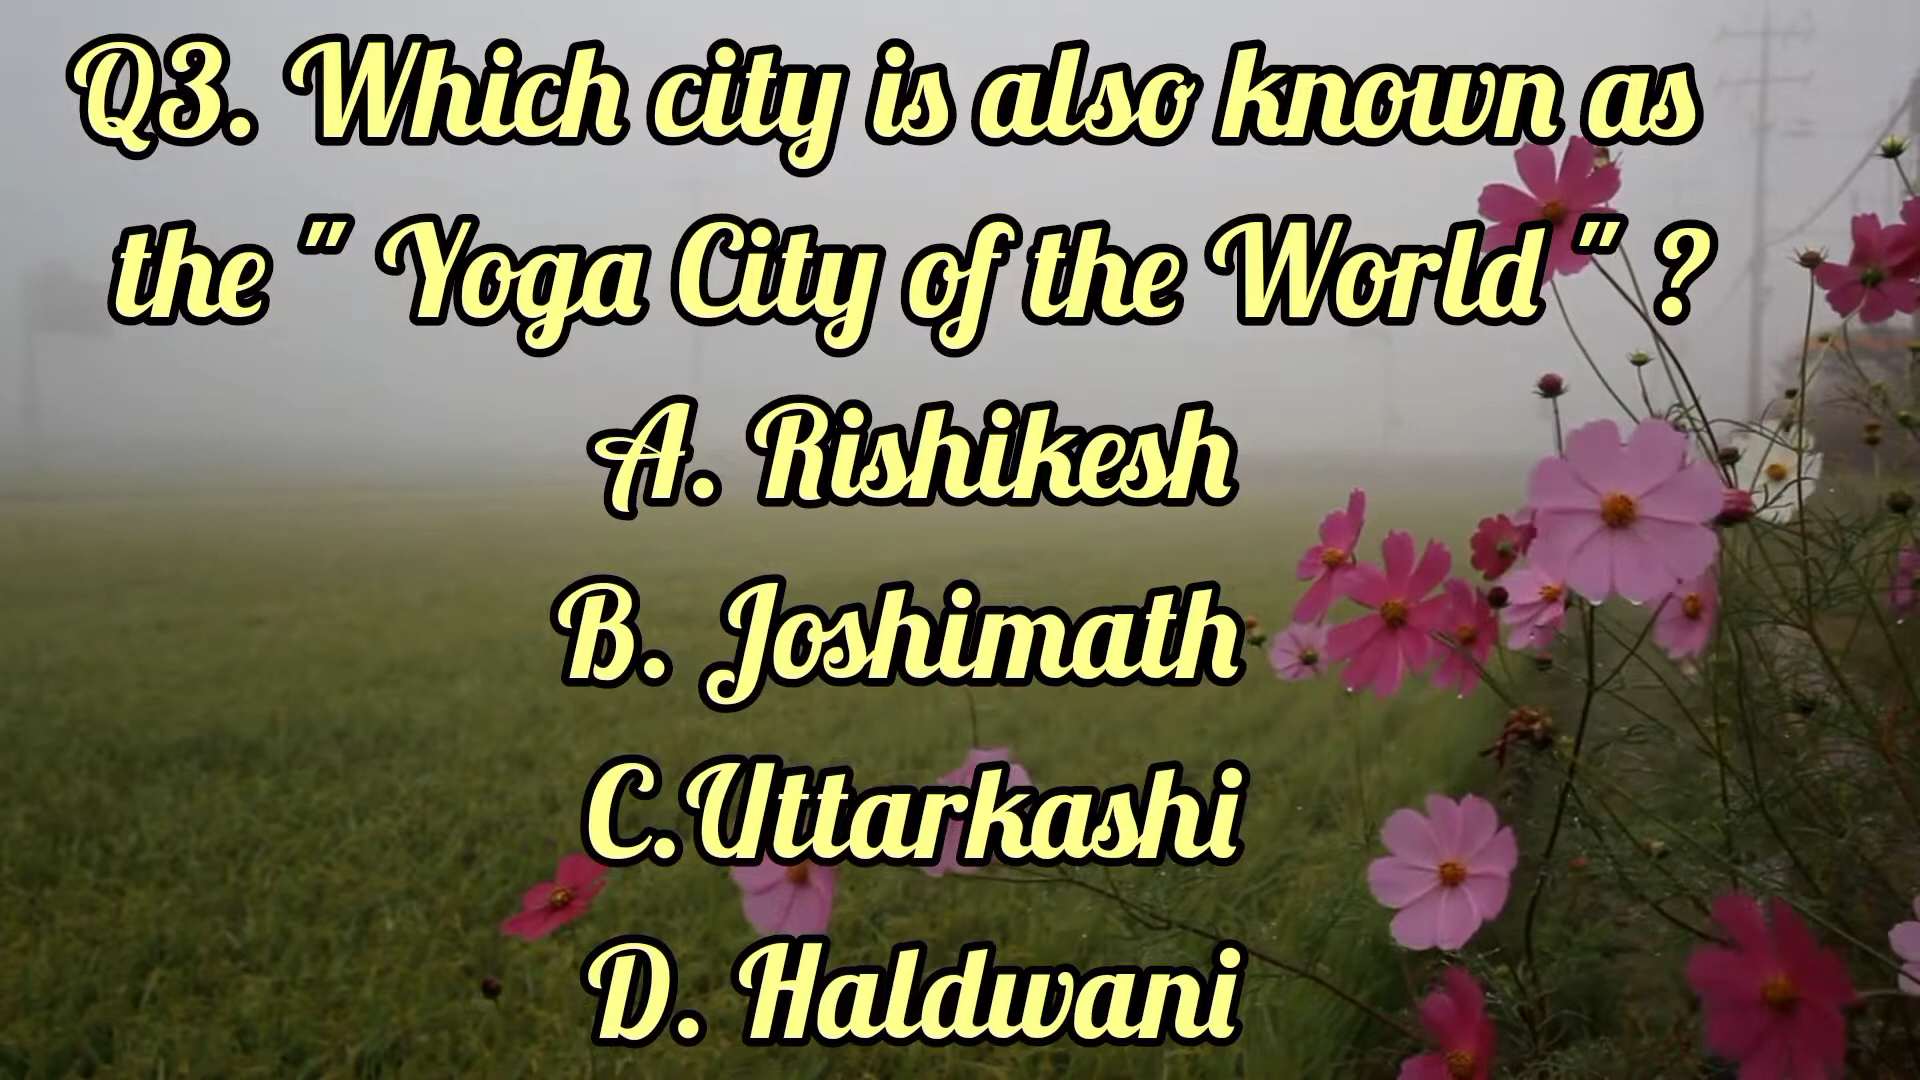 Q3. Which city is also known as
the " Yoga City of the World " ?
A. Rishikesh
B. Joshimath
C.Uttarkashi
D. Haldwani